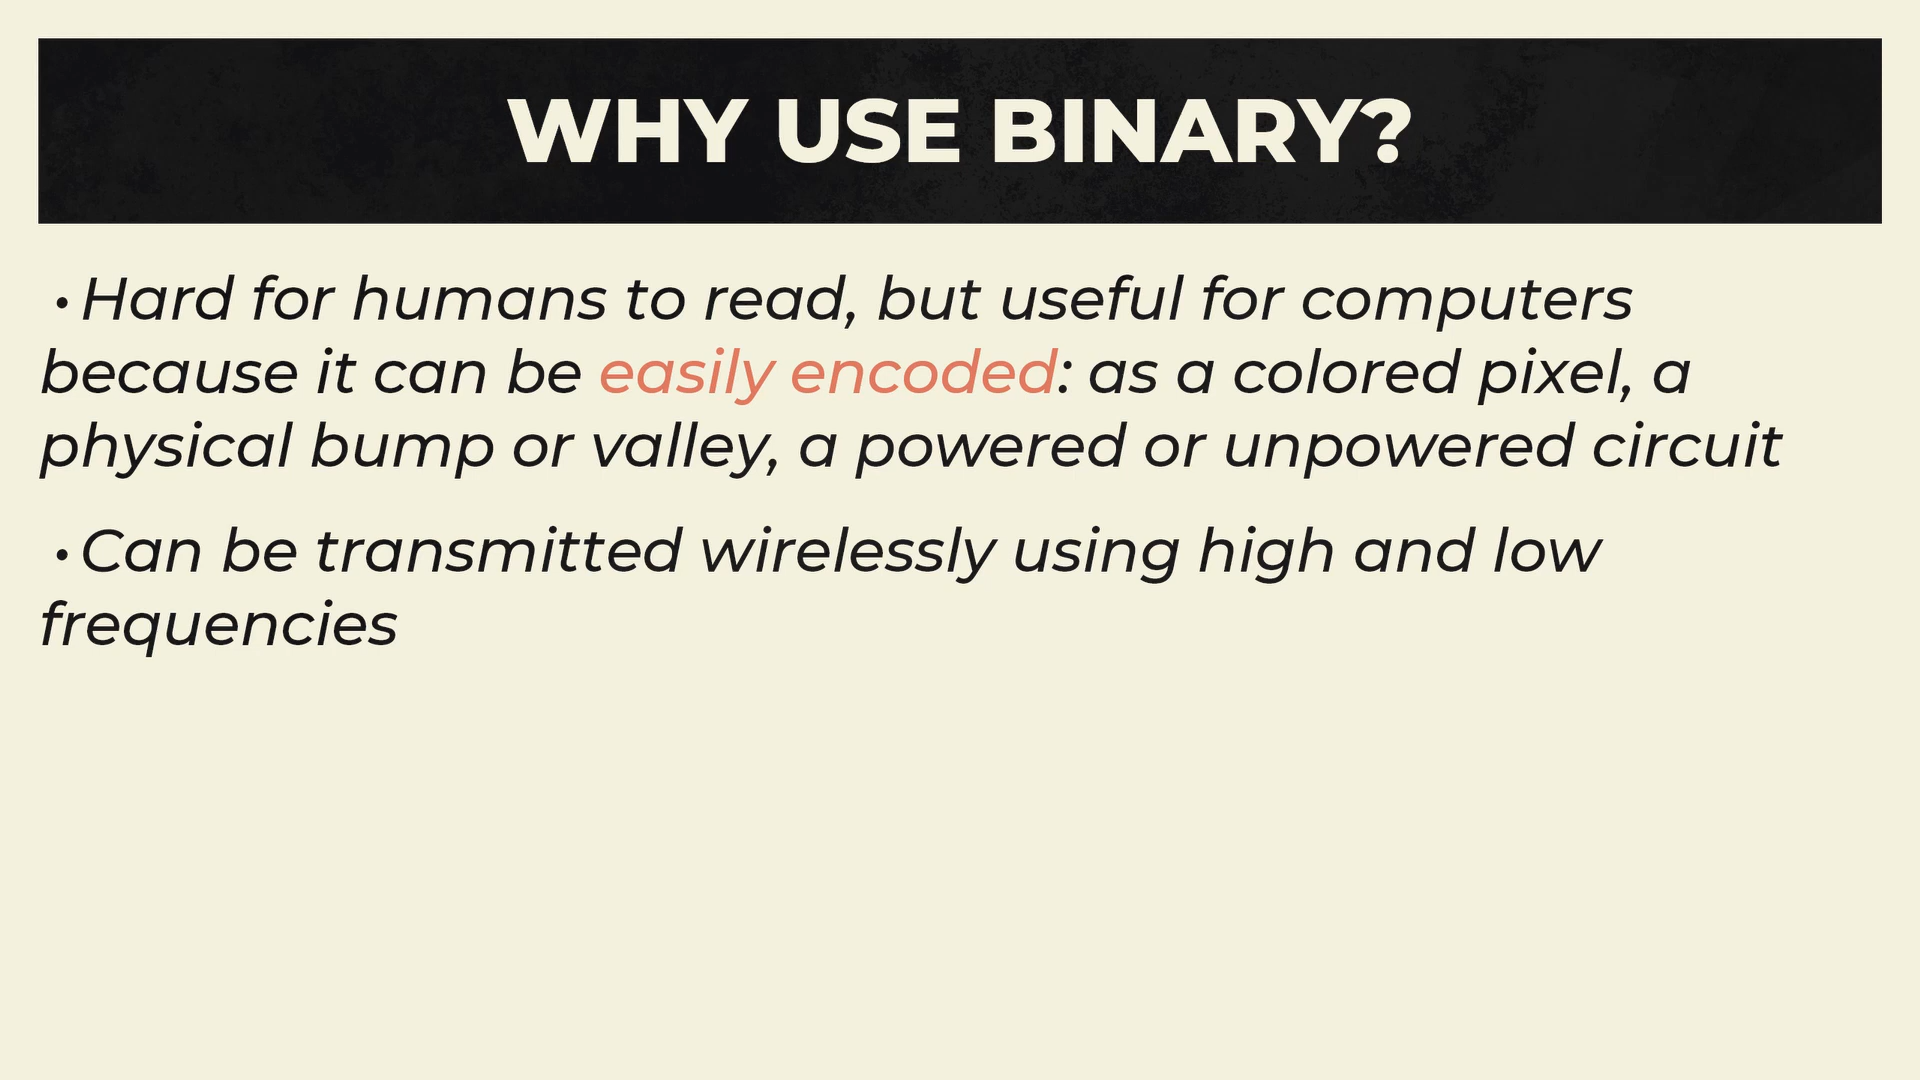 WHY USE BINARY?
• Hard for humans to read, but useful for computers
because it can be easily encoded: as a colored pixel, a
physical bump or valley, a powered or unpowered circuit
• Can be transmitted wirelessly using high and low
frequencies